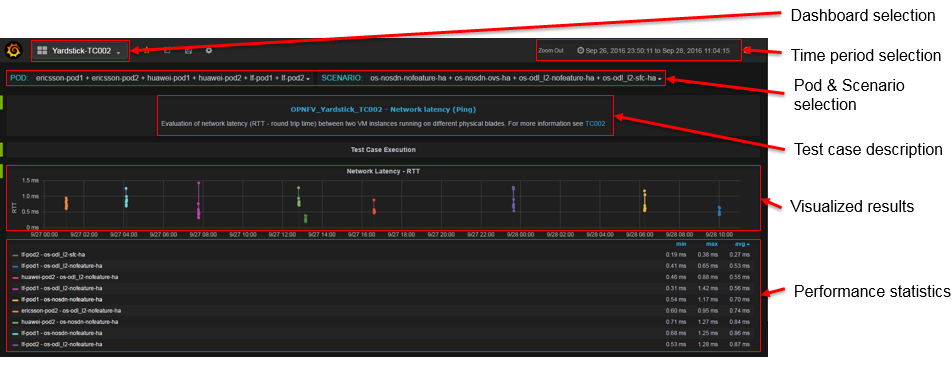 Dashboard selection
Yardstick-TC002
Zoom Out
Sep 26, 2016 23:50:11 to Sep 28, 2016 11:04:15
Time period selection
POD: ericsson-pod1 + ericsson-pod2 + huawei-pod1 + huawei-pod2 + lf-pod1 + lf-pod2
SCENARIO: os-nosdn-nofeature-ha + os-nosdn-ovs-ha + os-odl_l2-nofeature-ha + os-odl_l2-sfc-ha
Pod & Scenario
selection
OPNFV_Yardstick_TC002 - Network latency (Ping)
Evaluation of network latency (RTT - round trip time) between two VM instances running on different physical blades. For more information see TC002
Test case description
Test Case Execution
Network Latency - RTT
1.5 ms
1.0 ms
0.5 ms
0 ms
RTT
Visualized results
9/27 00:00 9/27 02:00 9/27 04:00 9/27 06:00 9/27 08:00 9/27 10:00 9/27 12:00 9/27 14:00 9/27 16:00 9/27 18:00 9/27 20:00 9/27 22:00 9/28 00:00 9/28 02:00 9/28 04:00 9/28 06:00 9/28 08:00 9/28 10:00
min max avg
lf-pod2 - os-odl_l2-sfc-ha 0.19 ms 0.38 ms 0.27 ms
lf-pod1 - os-odl_l2-nofeature-ha 0.41 ms 0.65 ms 0.53 ms
huawei-pod2 - os-odl_l2-nofeature-ha 0.46 ms 0.88 ms 0.55 ms
lf-pod1 - os-odl_l2-nofeature-ha 0.31 ms 1.42 ms 0.56 ms
lf-pod1 - os-nosdn-nofeature-ha 0.54 ms 1.17 ms 0.70 ms
ericsson-pod2 - os-odl_l2-nofeature-ha 0.60 ms 0.95 ms 0.74 ms
huawei-pod2 - os-nosdn-nofeature-ha 0.71 ms 1.27 ms 0.84 ms
lf-pod1 - os-nosdn-nofeature-ha 0.68 ms 1.25 ms 0.86 ms
lf-pod2 - os-odl_l2-nofeature-ha 0.53 ms 1.28 ms 0.87 ms
Performance statistics